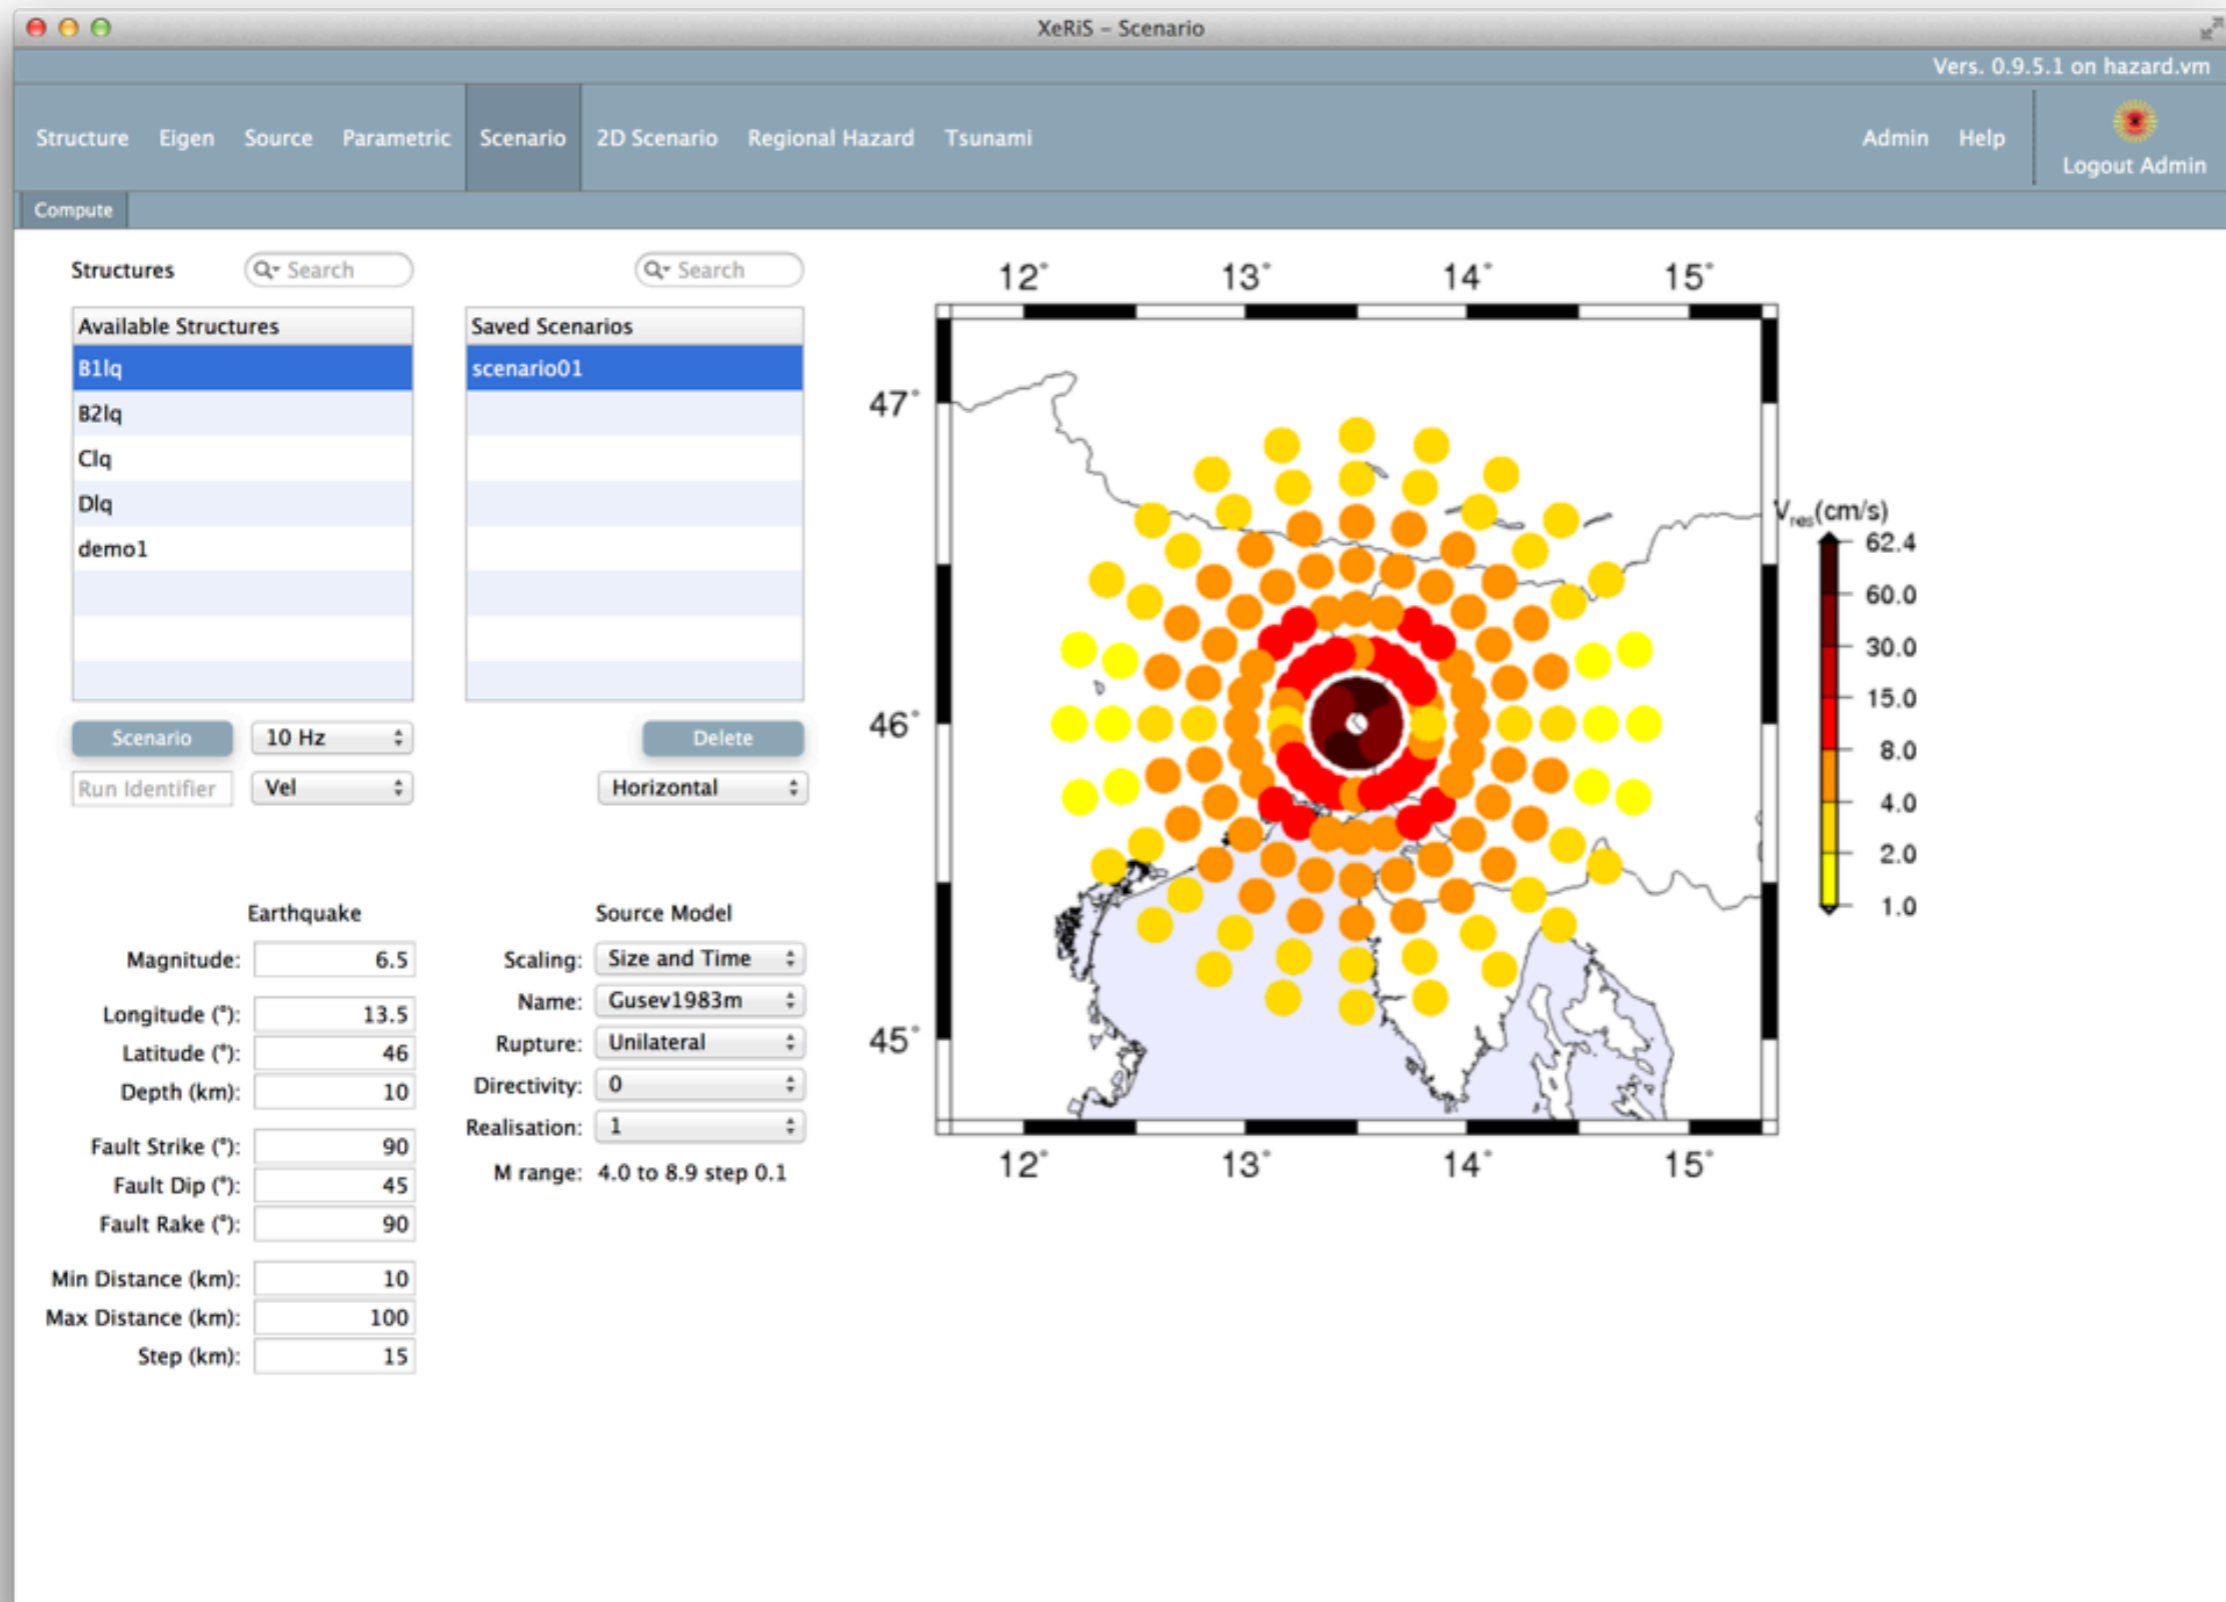 XeRiS – Scenario
Vers. 0.9.5.1 on hazard.vm
Structure Eigen Source Parametric Scenario 2D Scenario Regional Hazard Tsunami Admin Help
Logout Admin
Compute
Structures Search Search
Available Structures Saved Scenarios
B1lq scenario01
B2lq
Clq
Dlq
demo1
Scenario 10 Hz Delete
Run Identifier Vel Horizontal
Earthquake Source Model
Magnitude: 6.5 Scaling: Size and Time
Longitude (°): 13.5 Name: Gusev1983m
Latitude (°): 46 Rupture: Unilateral
Depth (km): 10 Directivity: 0
Fault Strike (°): 90 Realisation: 1
Fault Dip (°): 45 M range: 4.0 to 8.9 step 0.1
Fault Rake (°): 90
Min Distance (km): 10
Max Distance (km): 100
Step (km): 15
12° 13° 14° 15°
47°
46°
45°
12° 13° 14° 15°
Vres(cm/s)
62.4
60.0
30.0
15.0
8.0
4.0
2.0
1.0